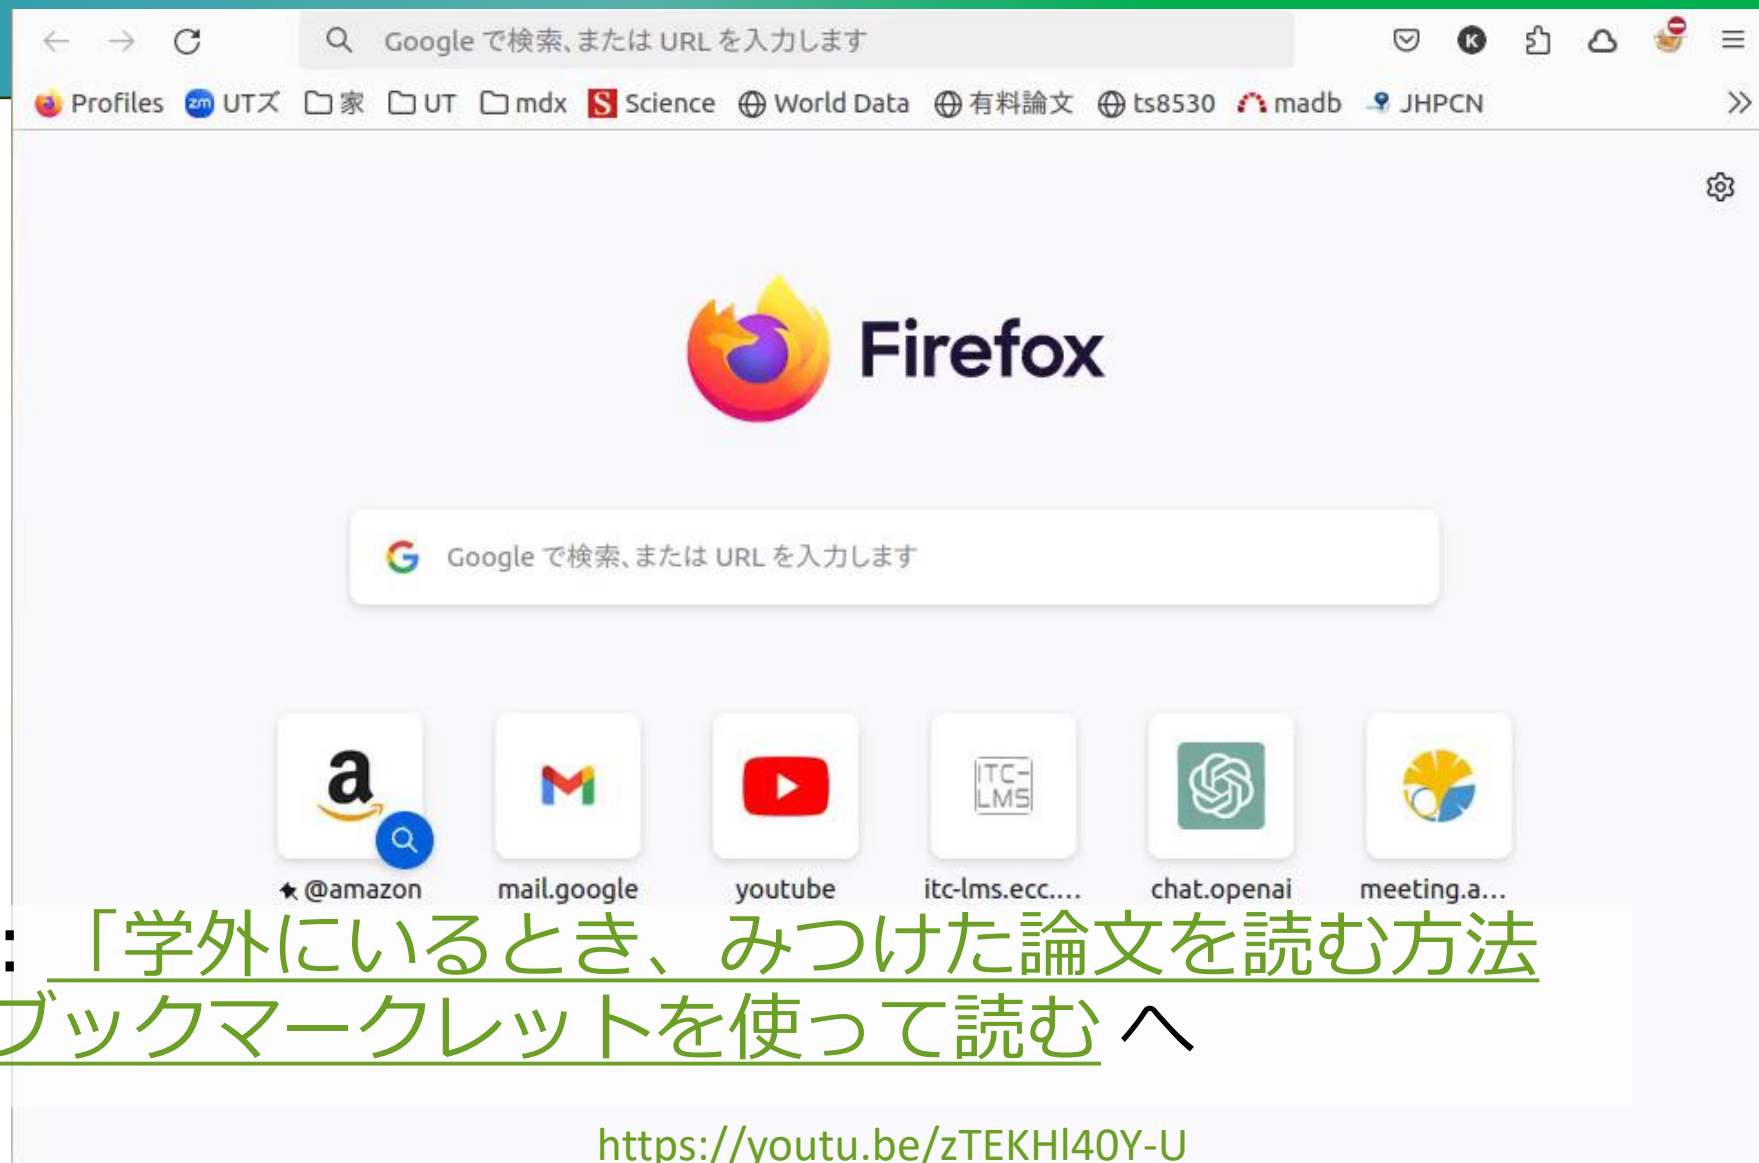 Google で検索、または URL を入力します
K
Profiles zm UTズ 家 UT mdx S Science World Data 有料論文 ts8530 madb JHPCN
Firefox
Google で検索、または URL を入力します
a
ITC-
LMS
@amazon mail.google youtube itc-lms.ecc.… chat.openai meeting.a…
: 「学外にいるとき、みつけた論文を読む方法
ブックマークレットを使って読む へ
https://youtu.be/zTEKHl40Y-U